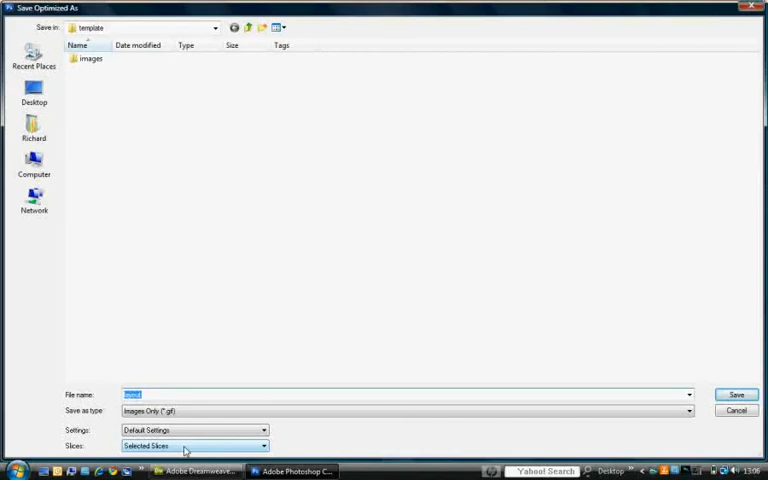 Save Optimized As
Save in:
template
Name
Date modified
Type
Size
Tags
images
Recent Places
Desktop
Richard
Computer
Network
File name:
layout
Save
Save as type:
Images Only (*.gif)
Cancel
Settings:
Default Settings
Slices:
Selected Slices
Adobe Dreamweave...
Adobe Photoshop C...
Yahoo! Search
Desktop
13:06